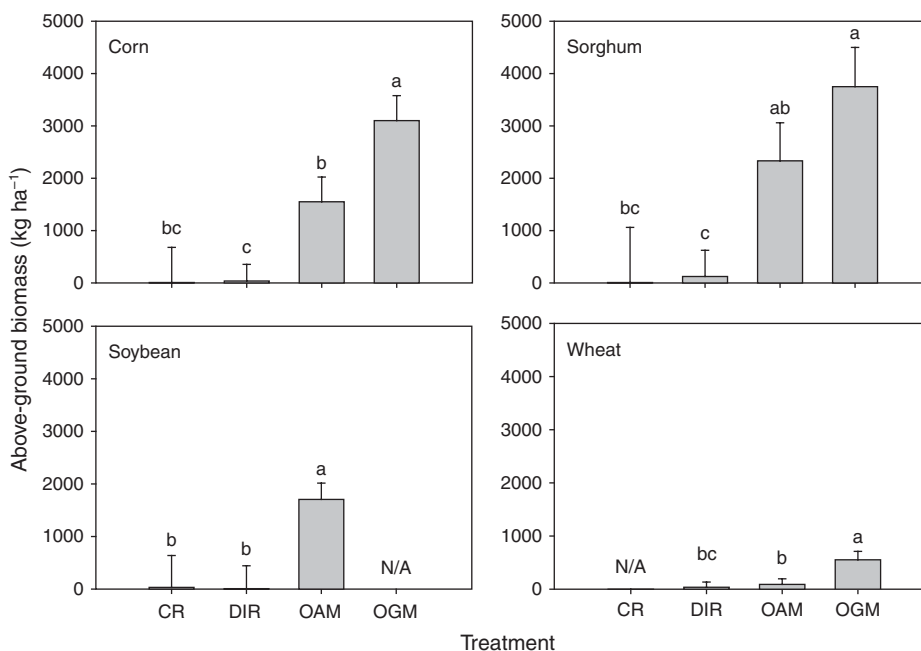 Above-ground biomass (kg ha⁻¹)
Corn
5000
4000
3000
2000
1000
0
bc
c
b
a
Sorghum
5000
4000
3000
2000
1000
0
bc
c
ab
a
Soybean
5000
4000
3000
2000
1000
0
b
b
a
N/A
CR DIR OAM OGM
Wheat
5000
4000
3000
2000
1000
0
N/A
bc
b
a
CR DIR OAM OGM
Treatment